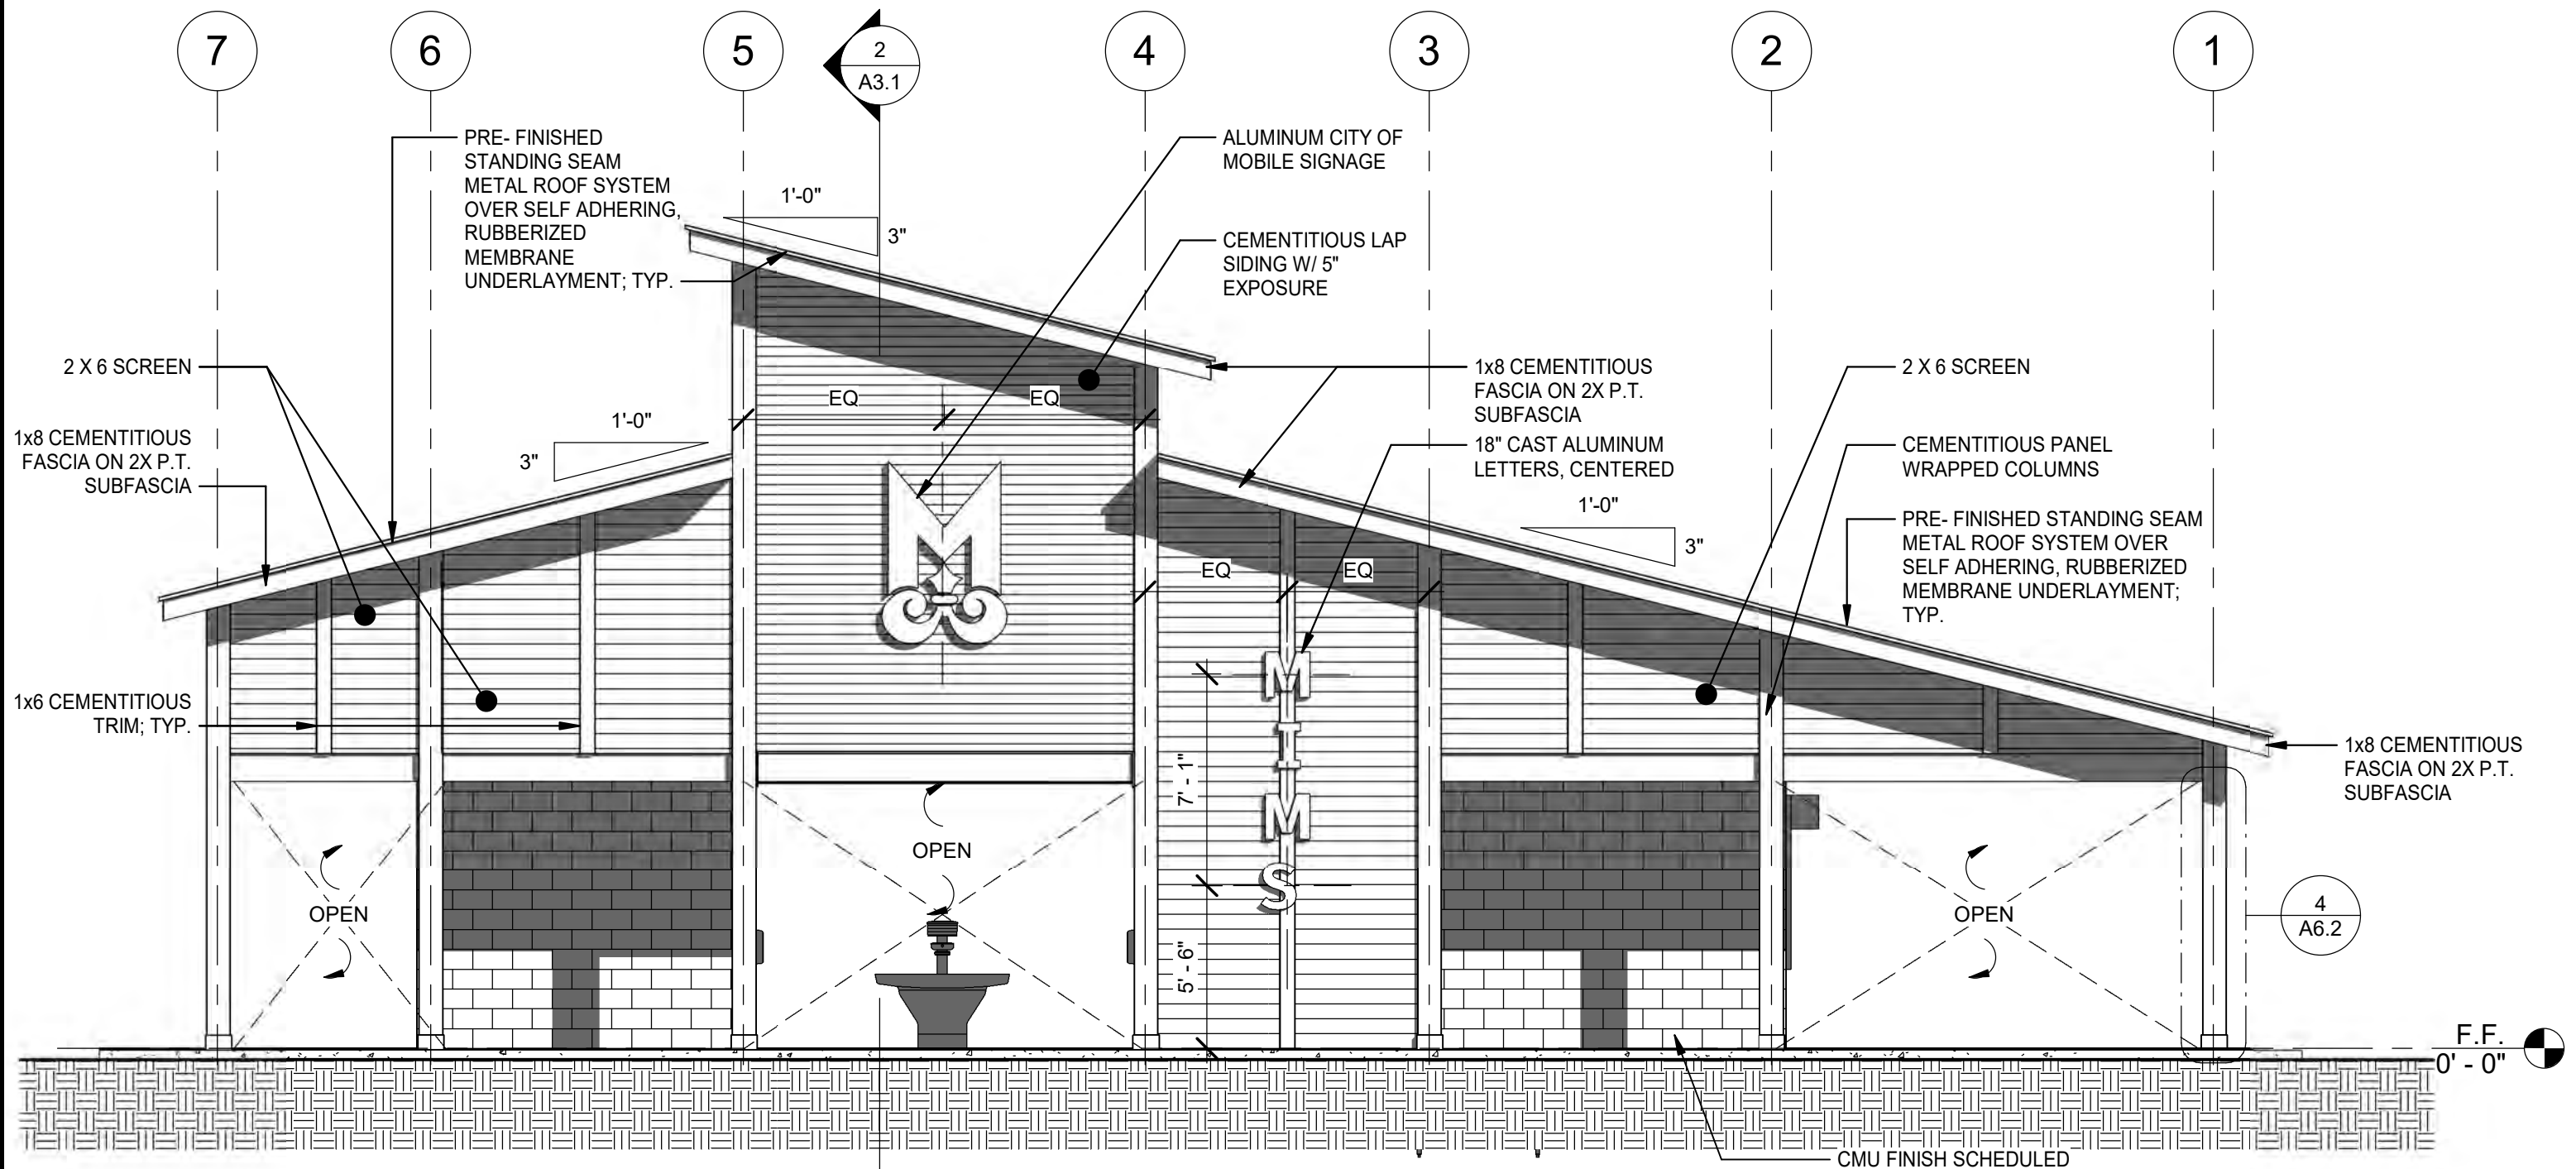 7
6
5
2
A3.1
4
3
2
1
PRE- FINISHED
STANDING SEAM
METAL ROOF SYSTEM
OVER SELF ADHERING,
RUBBERIZED
MEMBRANE
UNDERLAYMENT; TYP.
1'-0"
3"
ALUMINUM CITY OF
MOBILE SIGNAGE
CEMENTITIOUS LAP
SIDING W/ 5"
EXPOSURE
2 X 6 SCREEN
1x8 CEMENTITIOUS
FASCIA ON 2X P.T.
SUBFASCIA
1'-0"
3"
EQ
EQ
1x8 CEMENTITIOUS
FASCIA ON 2X P.T.
SUBFASCIA
18" CAST ALUMINUM
LETTERS, CENTERED
2 X 6 SCREEN
CEMENTITIOUS PANEL
WRAPPED COLUMNS
1'-0"
3"
PRE- FINISHED STANDING SEAM
METAL ROOF SYSTEM OVER
SELF ADHERING, RUBBERIZED
MEMBRANE UNDERLAYMENT;
TYP.
M
EQ
EQ
1x6 CEMENTITIOUS
TRIM; TYP.
M
I
M
S
7' - 1"
5' - 6"
1x8 CEMENTITIOUS
FASCIA ON 2X P.T.
SUBFASCIA
OPEN
OPEN
OPEN
4
A6.2
F.F.
0' - 0"
CMU FINISH SCHEDULED